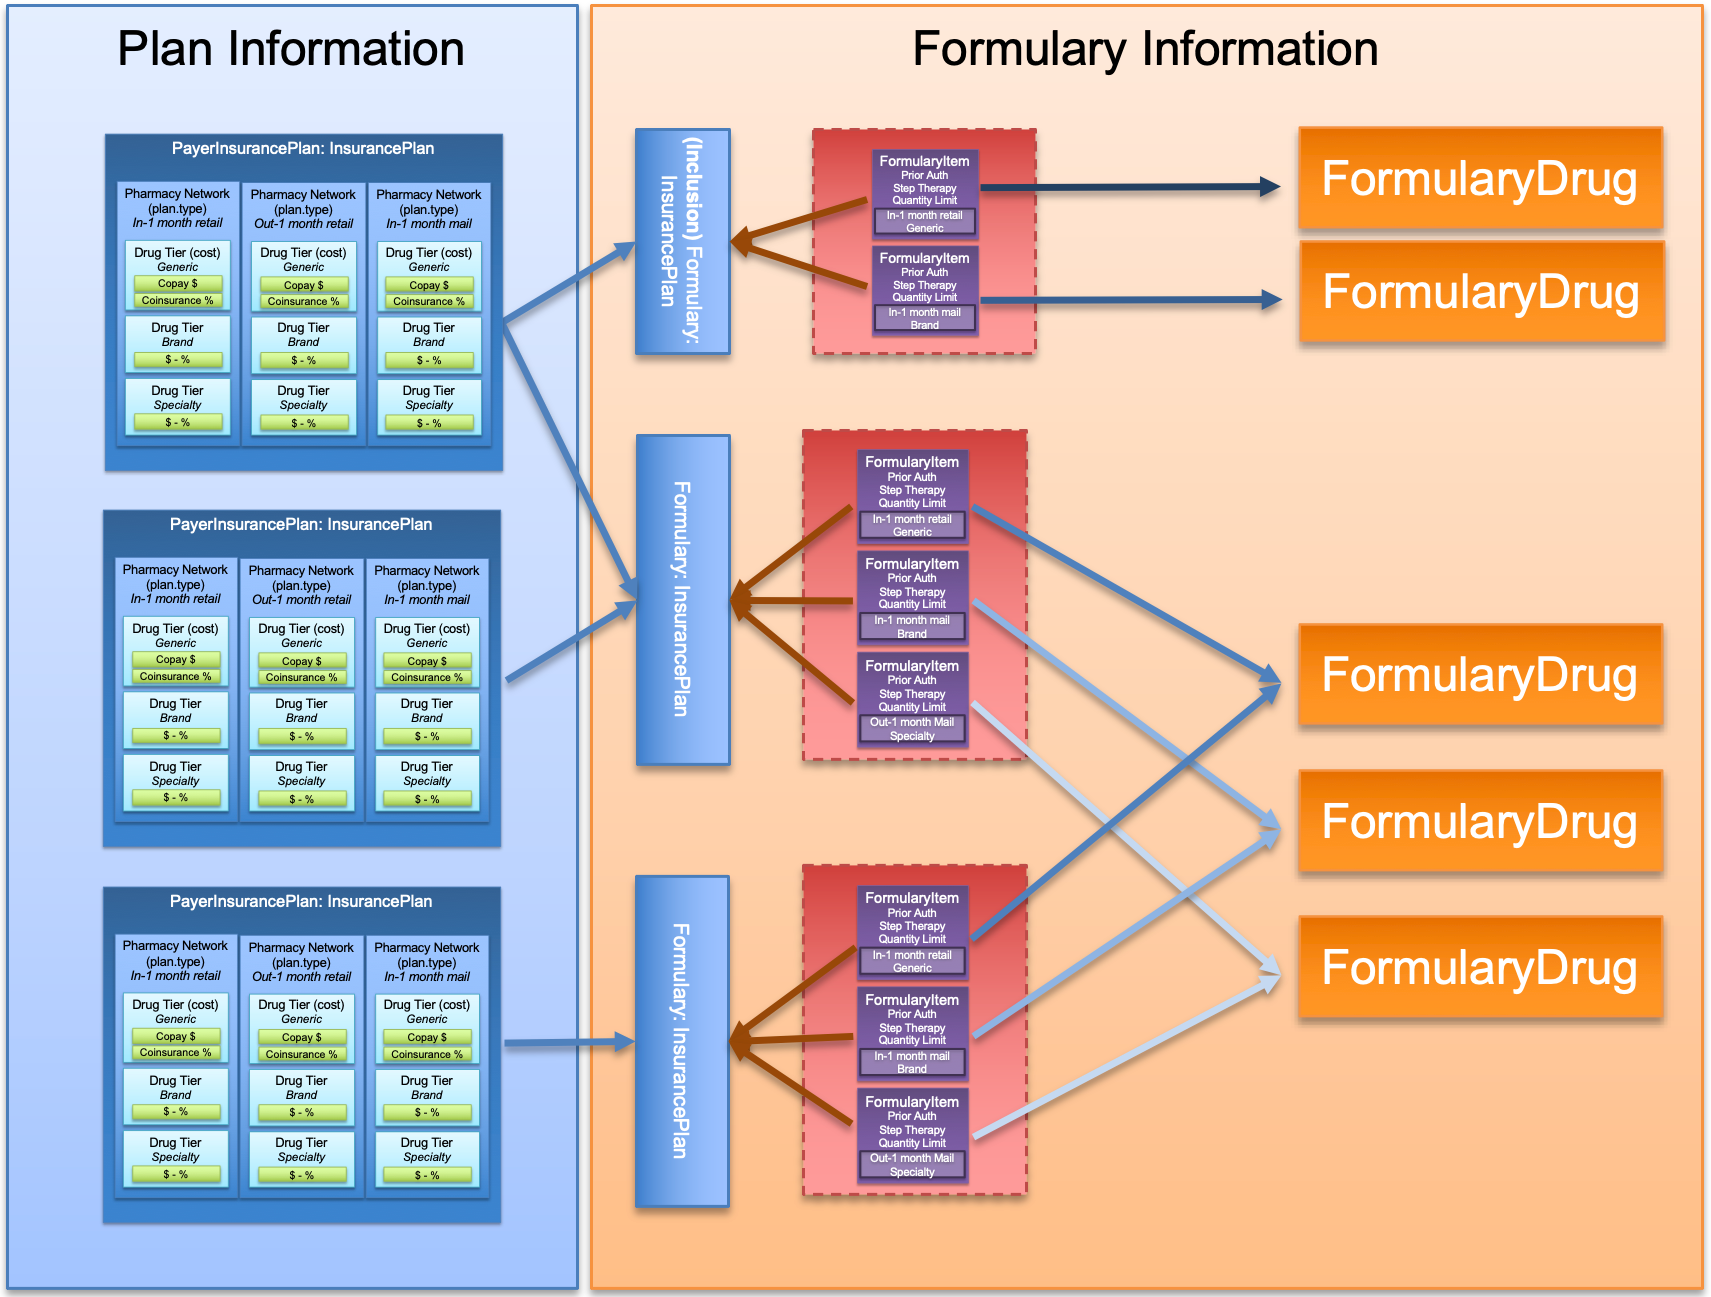 Plan Information
PayerInsurancePlan: InsurancePlan
Pharmacy Network
(plan.type)
In-1 month retail
Drug Tier (cost)
Generic
Copay $
Coinsurance %
Drug Tier
Brand
$ - %
Drug Tier
Specialty
$ - %
Pharmacy Network
(plan.type)
Out-1 month retail
Drug Tier (cost)
Generic
Copay $
Coinsurance %
Drug Tier
Brand
$ - %
Drug Tier
Specialty
$ - %
Pharmacy Network
(plan.type)
In-1 month mail
Drug Tier (cost)
Generic
Copay $
Coinsurance %
Drug Tier
Brand
$ - %
Drug Tier
Specialty
$ - %
PayerInsurancePlan: InsurancePlan
Pharmacy Network
(plan.type)
In-1 month retail
Drug Tier (cost)
Generic
Copay $
Coinsurance %
Drug Tier
Brand
$ - %
Drug Tier
Specialty
$ - %
Pharmacy Network
(plan.type)
Out-1 month retail
Drug Tier (cost)
Generic
Copay $
Coinsurance %
Drug Tier
Brand
$ - %
Drug Tier
Specialty
$ - %
Pharmacy Network
(plan.type)
In-1 month mail
Drug Tier (cost)
Generic
Copay $
Coinsurance %
Drug Tier
Brand
$ - %
Drug Tier
Specialty
$ - %
PayerInsurancePlan: InsurancePlan
Pharmacy Network
(plan.type)
In-1 month retail
Drug Tier (cost)
Generic
Copay $
Coinsurance %
Drug Tier
Brand
$ - %
Drug Tier
Specialty
$ - %
Pharmacy Network
(plan.type)
Out-1 month retail
Drug Tier (cost)
Generic
Copay $
Coinsurance %
Drug Tier
Brand
$ - %
Drug Tier
Specialty
$ - %
Pharmacy Network
(plan.type)
In-1 month mail
Drug Tier (cost)
Generic
Copay $
Coinsurance %
Drug Tier
Brand
$ - %
Drug Tier
Specialty
$ - %
Formulary Information
(Inclusion) Formulary:
InsurancePlan
FormularyItem
Prior Auth
Step Therapy
Quantity Limit
In-1 month retail
Generic
FormularyItem
Prior Auth
Step Therapy
Quantity Limit
In-1 month mail
Brand
FormularyDrug
FormularyDrug
Formulary: InsurancePlan
FormularyItem
Prior Auth
Step Therapy
Quantity Limit
In-1 month retail
Generic
FormularyItem
Prior Auth
Step Therapy
Quantity Limit
In-1 month mail
Brand
FormularyItem
Prior Auth
Step Therapy
Quantity Limit
Out-1 month Mail
Specialty
Formulary: InsurancePlan
FormularyItem
Prior Auth
Step Therapy
Quantity Limit
In-1 month retail
Generic
FormularyItem
Prior Auth
Step Therapy
Quantity Limit
In-1 month mail
Brand
FormularyItem
Prior Auth
Step Therapy
Quantity Limit
Out-1 month Mail
Specialty
FormularyDrug
FormularyDrug
FormularyDrug